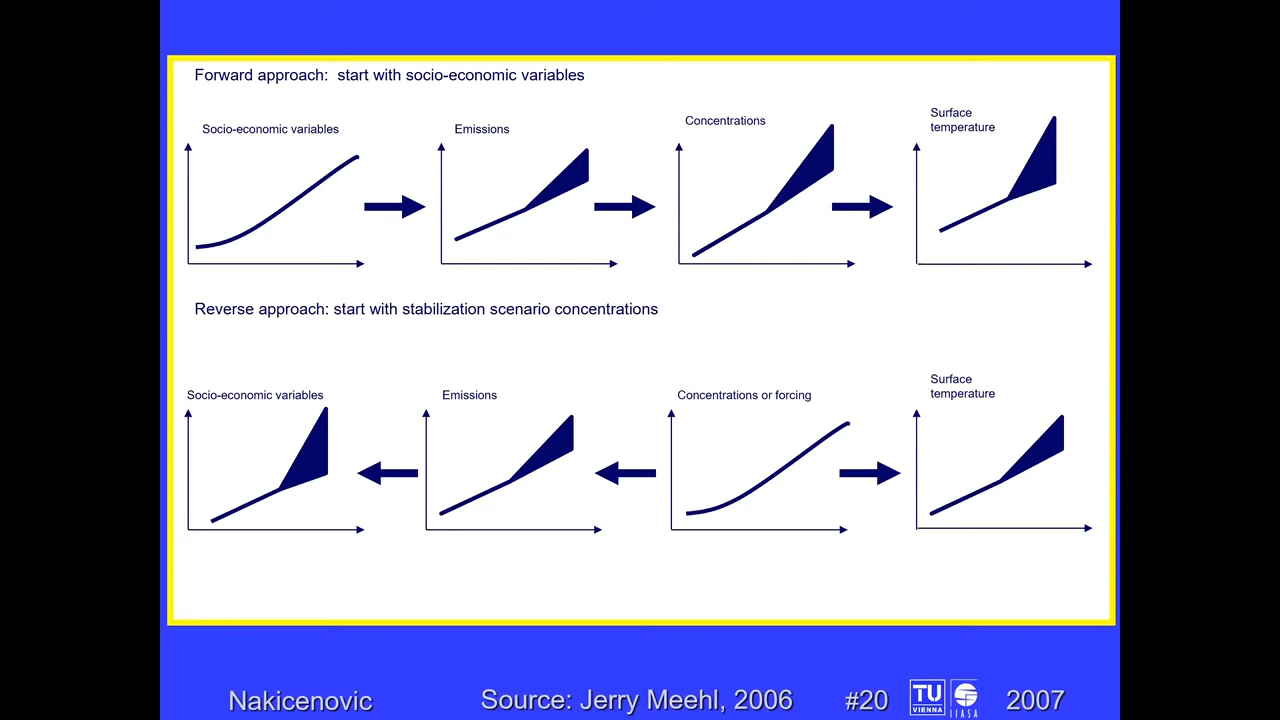 Forward approach:  start with socio-economic variables
Socio-economic variables
Emissions
Concentrations
Surface
temperature
Reverse approach: start with stabilization scenario concentrations
Socio-economic variables
Emissions
Concentrations or forcing
Surface
temperature
Nakicenovic
Source: Jerry Meehl, 2006
#20
TU
VIENNA
IIASA
2007